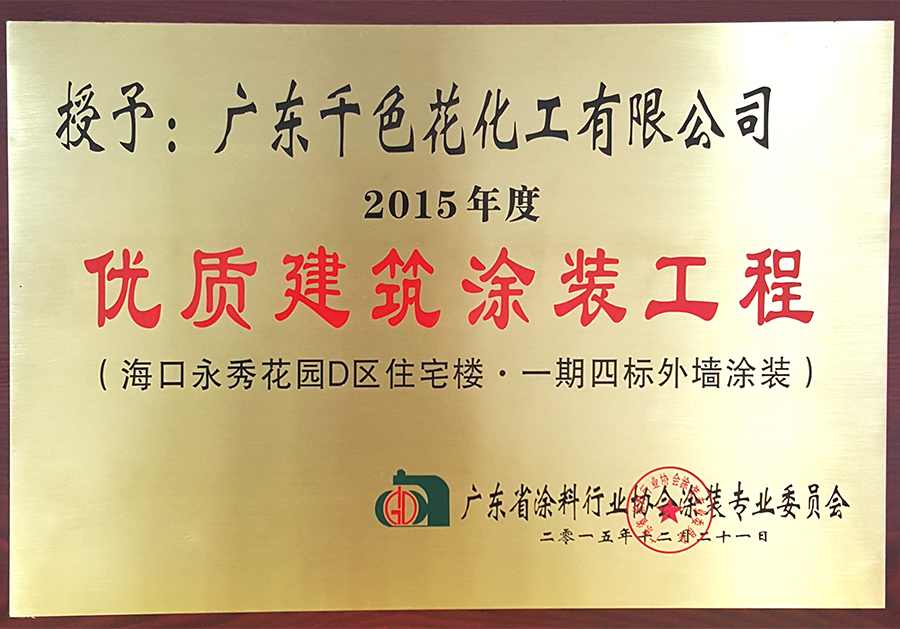 授予：广东千色花化工有限公司
2015年度
优质建筑涂装工程
（海口永秀花园D区住宅楼·一期四标外墙涂装）
广东省涂料行业协会涂装专业委员会
二零一五年十二月二十一日